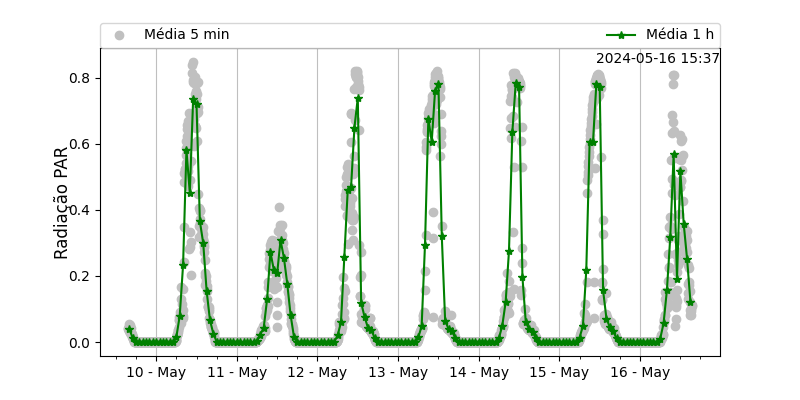 Média 5 min Média 1 h
2024-05-16 15:37
Radiação PAR
0.8
0.6
0.4
0.2
0.0
10 - May 11 - May 12 - May 13 - May 14 - May 15 - May 16 - May